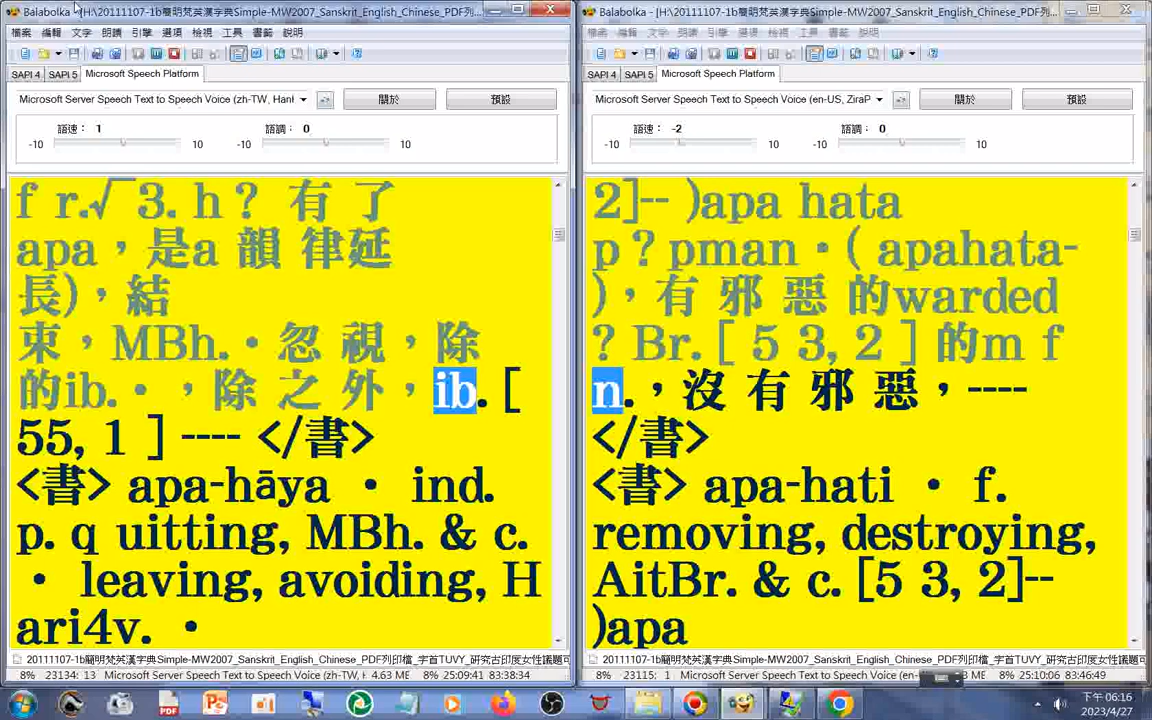 Balabolka - [H:\20111107-1b簡明梵英漢字典Simple-MW2007_Sanskrit_English_Chinese_PDF列...
檔案 編輯 文字 朗讀 引擎 選項 檢視 工具 書籤 說明
SAPI 4 SAPI 5 Microsoft Speech Platform
Microsoft Server Speech Text to Speech Voice (zh-TW, Hanl
關於 預設
語速： 1 語調： 0
-10 10 -10 10
f r.√ 3. h ? 有 了
apa，是a 韻 律延
長)，結
束，MBh.•忽 視，除
的ib.•，除 之 外，ib. [
55, 1 ] ---- </書>
<書> apa-hāya • ind.
p. q uitting, MBh. & c.
• leaving, avoiding, H
ari4v. •
20111107-1b簡明梵英漢字典Simple-MW2007_Sanskrit_English_Chinese_PDF列印檔_字首TUVY_研究古印度女性議題可
8% 23134: 13 Microsoft Server Speech Text to Speech Voice (zh-TW, H 4.63 ME 8% 25:09:41 83:38:34
Balabolka - [H:\20111107-1b簡明梵英漢字典Simple-MW2007_Sanskrit_English_Chinese_PDF列印...
檔案 編輯 文字 朗讀 引擎 選項 檢視 工具 書籤 說明
SAPI 4 SAPI 5 Microsoft Speech Platform
Microsoft Server Speech Text to Speech Voice (en-US, ZiraP
關於 預設
語速： -2 語調： 0
-10 10 -10 10
2]-- )apa hata
p ? pman •( apahata-
)，有 邪 惡 的warded
? Br.[ 5 3, 2 ] 的m f
n.，沒 有 邪 惡，----
</書>
<書> apa-hati • f.
removing, destroying,
AitBr. & c. [5 3, 2]--
)apa
20111107-1b簡明梵英漢字典Simple-MW2007_Sanskrit_English_Chinese_PDF列印檔_字首TUVY_研究古印度女性議題可
8% 23115: 1 Microsoft Server Speech Text to Speech Voice (en-u 4.63 ME 8% 25:10:06 83:46:49
下午 06:16
2023/4/27